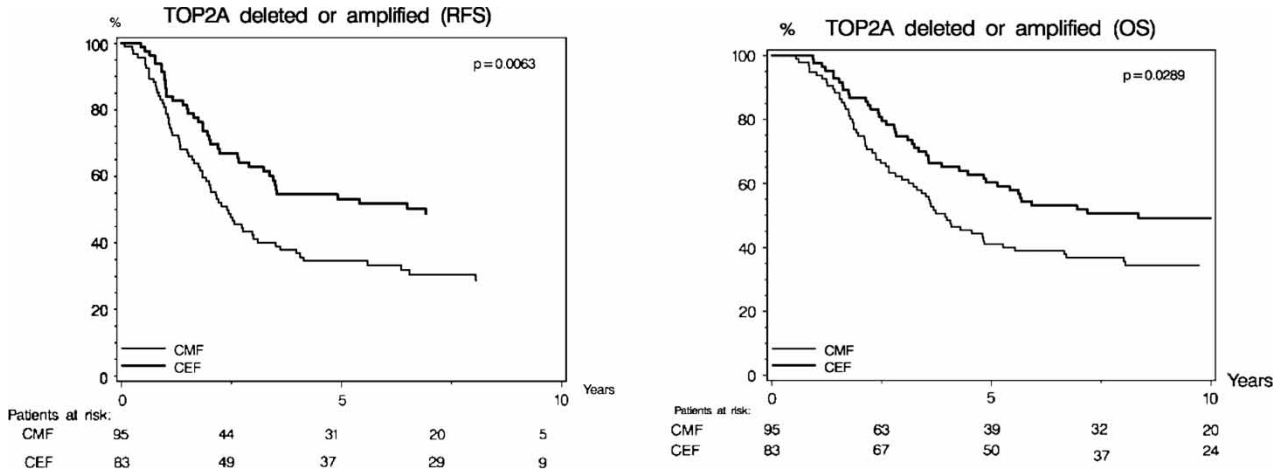 TOP2A deleted or amplified (RFS)
%
p=0.0063
100
80
60
40
20
0
CMF
CEF
0 5 10
Years
Patients at risk:
CMF 95 44 31 20 5
CEF 83 49 37 29 9
% TOP2A deleted or amplified (OS)
p=0.0289
100
80
60
40
20
0
CMF
CEF
0 5 10
Years
Patients at risk:
CMF 95 63 39 32 20
CEF 83 67 50 37 24